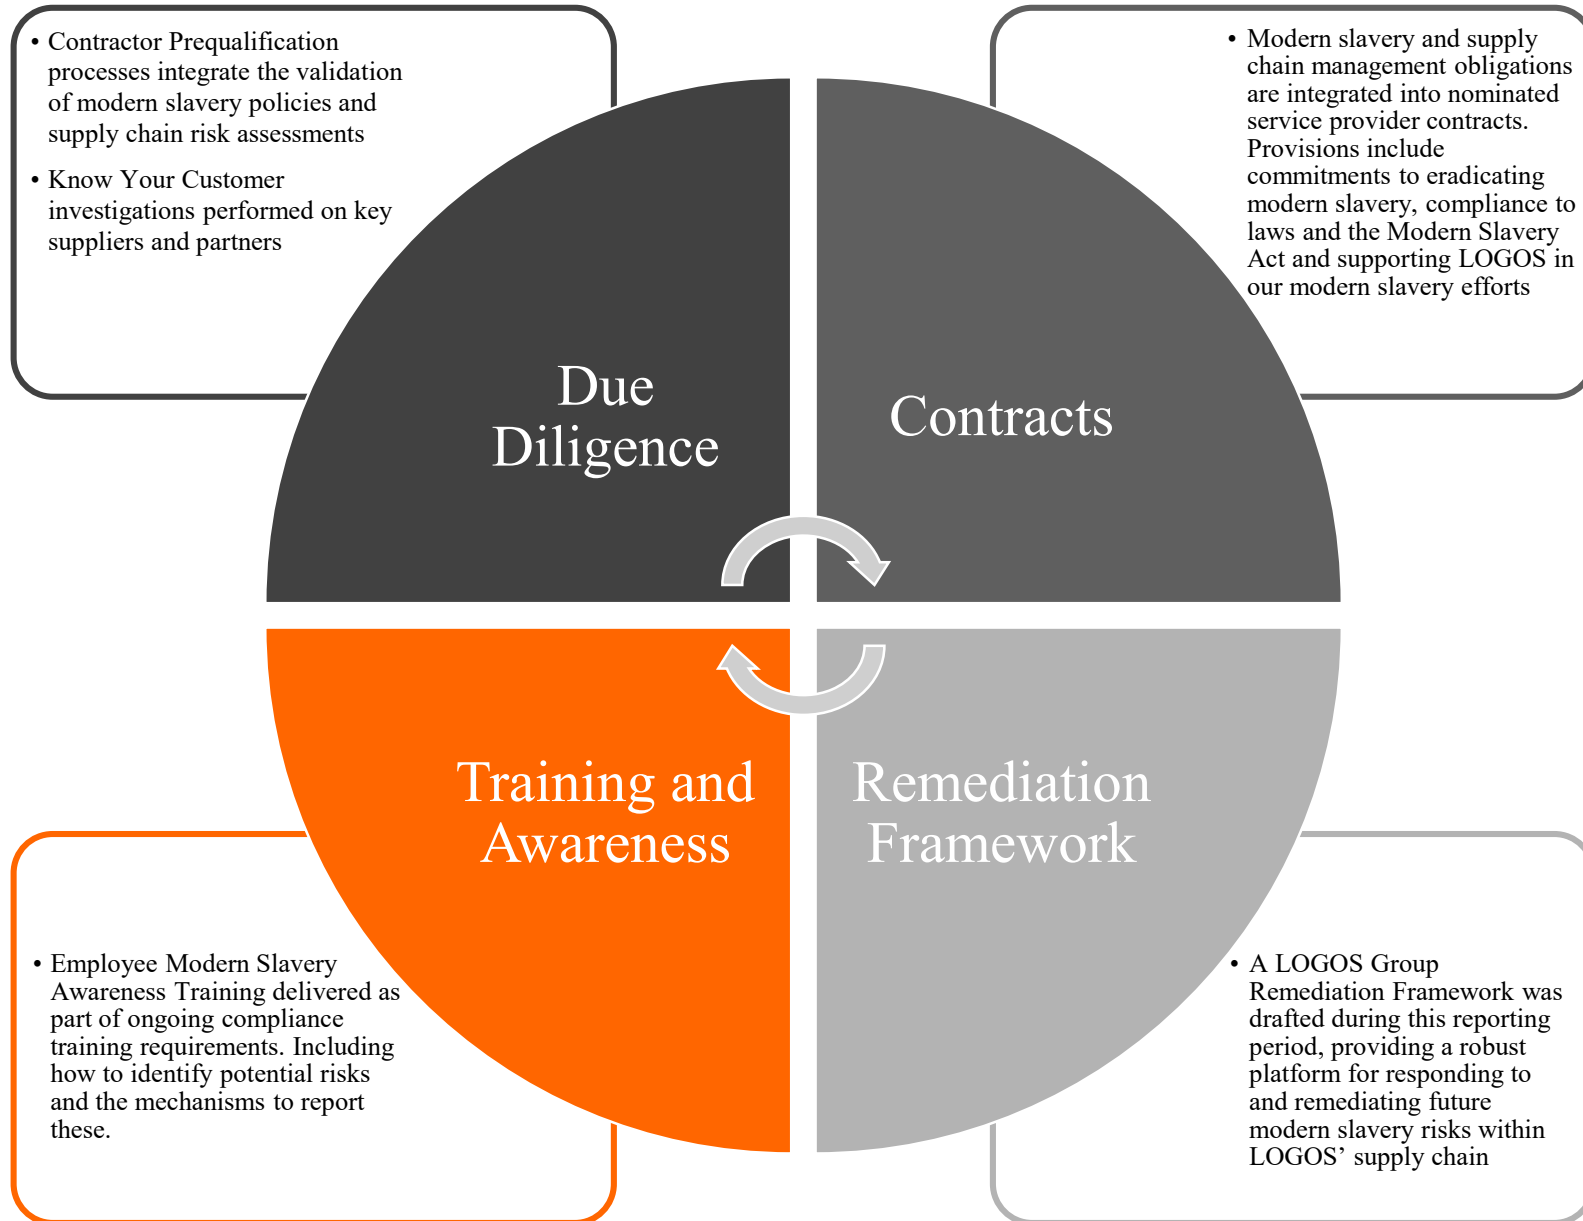 • Contractor Prequalification
processes integrate the validation
of modern slavery policies and
supply chain risk assessments
• Know Your Customer
investigations performed on key
suppliers and partners
• Modern slavery and supply
chain management obligations
are integrated into nominated
service provider contracts.
Provisions include
commitments to eradicating
modern slavery, compliance to
laws and the Modern Slavery
Act and supporting LOGOS in
our modern slavery efforts
Due
Diligence
Contracts
Training and
Awareness
Remediation
Framework
• Employee Modern Slavery
Awareness Training delivered as
part of ongoing compliance
training requirements. Including
how to identify potential risks
and the mechanisms to report
these.
• A LOGOS Group
Remediation Framework was
drafted during this reporting
period, providing a robust
platform for responding to
and remediating future
modern slavery risks within
LOGOS’ supply chain